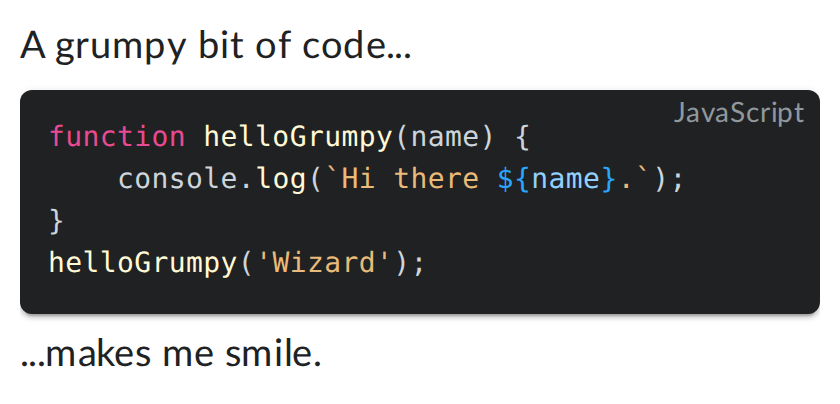 A grumpy bit of code...
JavaScript
function helloGrumpy(name) {
    console.log(`Hi there ${name}.`);
}
helloGrumpy('Wizard');
...makes me smile.